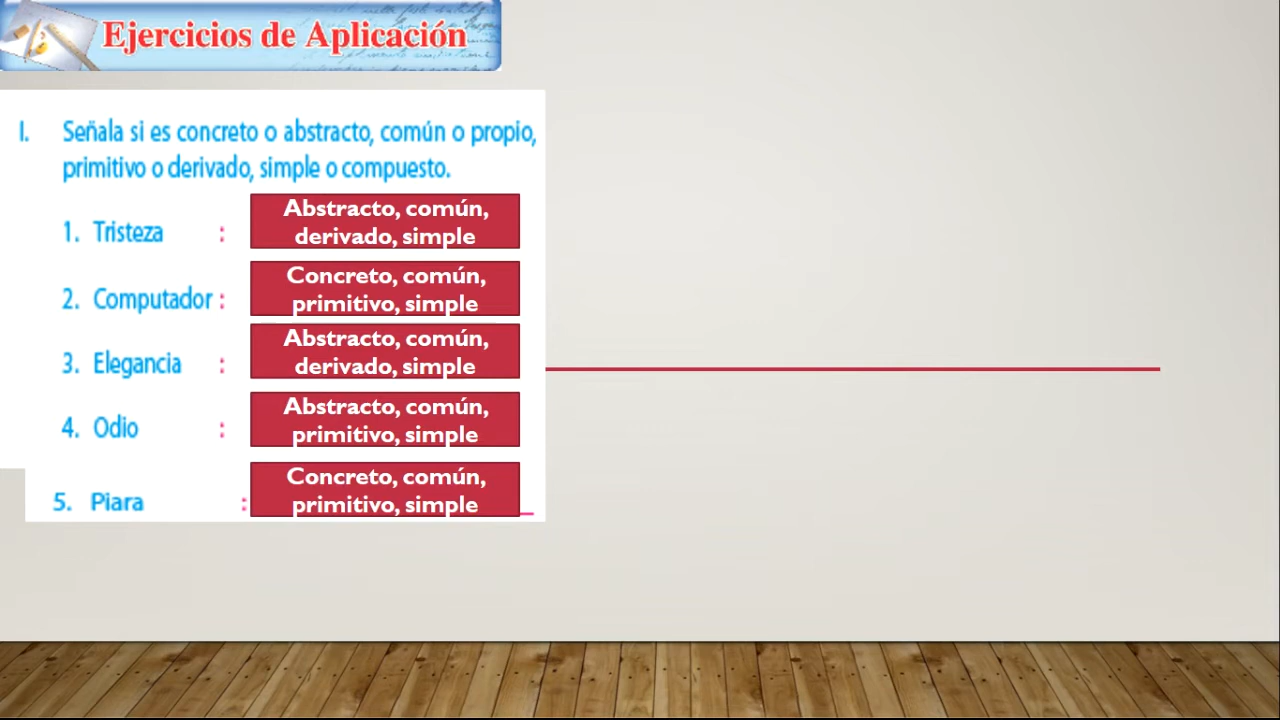 Ejercicios de Aplicación
I. Señala si es concreto o abstracto, común o propio,
primitivo o derivado, simple o compuesto.
1. Tristeza : Abstracto, común,
derivado, simple
2. Computador : Concreto, común,
primitivo, simple
3. Elegancia : Abstracto, común,
derivado, simple
4. Odio : Abstracto, común,
primitivo, simple
5. Piara : Concreto, común,
primitivo, simple